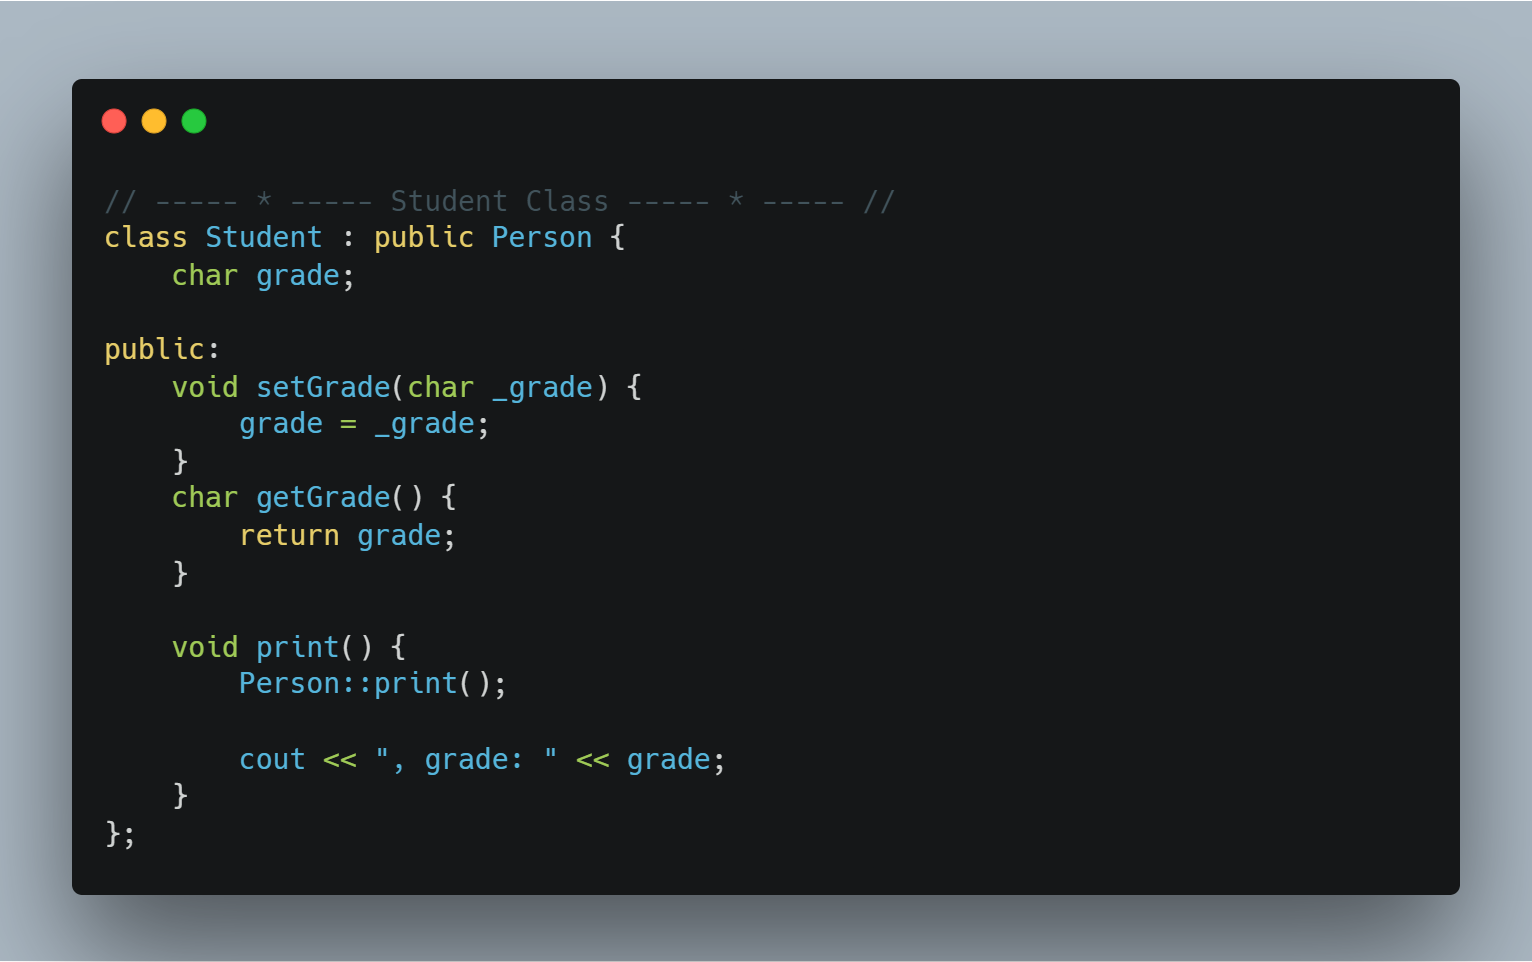 // ----- * ----- Student Class ----- * ----- //
class Student : public Person {
    char grade;

public:
    void setGrade(char _grade) {
        grade = _grade;
    }
    char getGrade() {
        return grade;
    }

    void print() {
        Person::print();

        cout << ", grade: " << grade;
    }
};